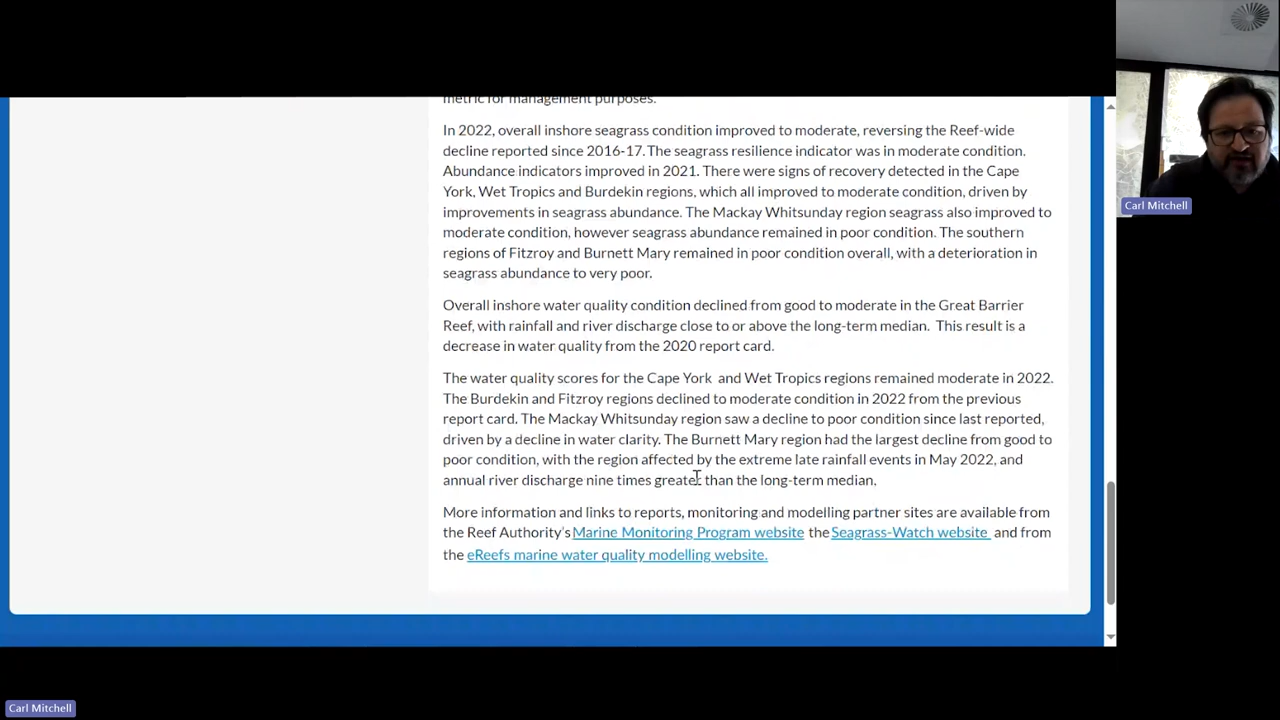 metric for management purposes.
In 2022, overall inshore seagrass condition improved to moderate, reversing the Reef-wide
decline reported since 2016-17. The seagrass resilience indicator was in moderate condition.
Abundance indicators improved in 2021. There were signs of recovery detected in the Cape
York, Wet Tropics and Burdekin regions, which all improved to moderate condition, driven by
improvements in seagrass abundance. The Mackay Whitsunday region seagrass also improved to
moderate condition, however seagrass abundance remained in poor condition. The southern
regions of Fitzroy and Burnett Mary remained in poor condition overall, with a deterioration in
seagrass abundance to very poor.
Overall inshore water quality condition declined from good to moderate in the Great Barrier
Reef, with rainfall and river discharge close to or above the long-term median. This result is a
decrease in water quality from the 2020 report card.
The water quality scores for the Cape York and Wet Tropics regions remained moderate in 2022.
The Burdekin and Fitzroy regions declined to moderate condition in 2022 from the previous
report card. The Mackay Whitsunday region saw a decline to poor condition since last reported,
driven by a decline in water clarity. The Burnett Mary region had the largest decline from good to
poor condition, with the region affected by the extreme late rainfall events in May 2022, and
annual river discharge nine times greater than the long-term median.
More information and links to reports, monitoring and modelling partner sites are available from
the Reef Authority's Marine Monitoring Program website the Seagrass-Watch website and from
the eReefs marine water quality modelling website.
Carl Mitchell
Carl Mitchell